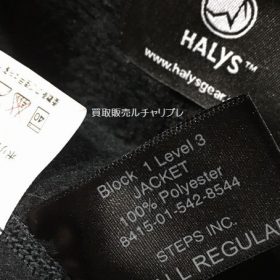 HALYS™
www.halysgear
買取販売ルチャリブレ
40
Block 1 Level 3
JACKET
100% Polyester
8415-01-542-8544
STEPS INC.
LL REGULAR